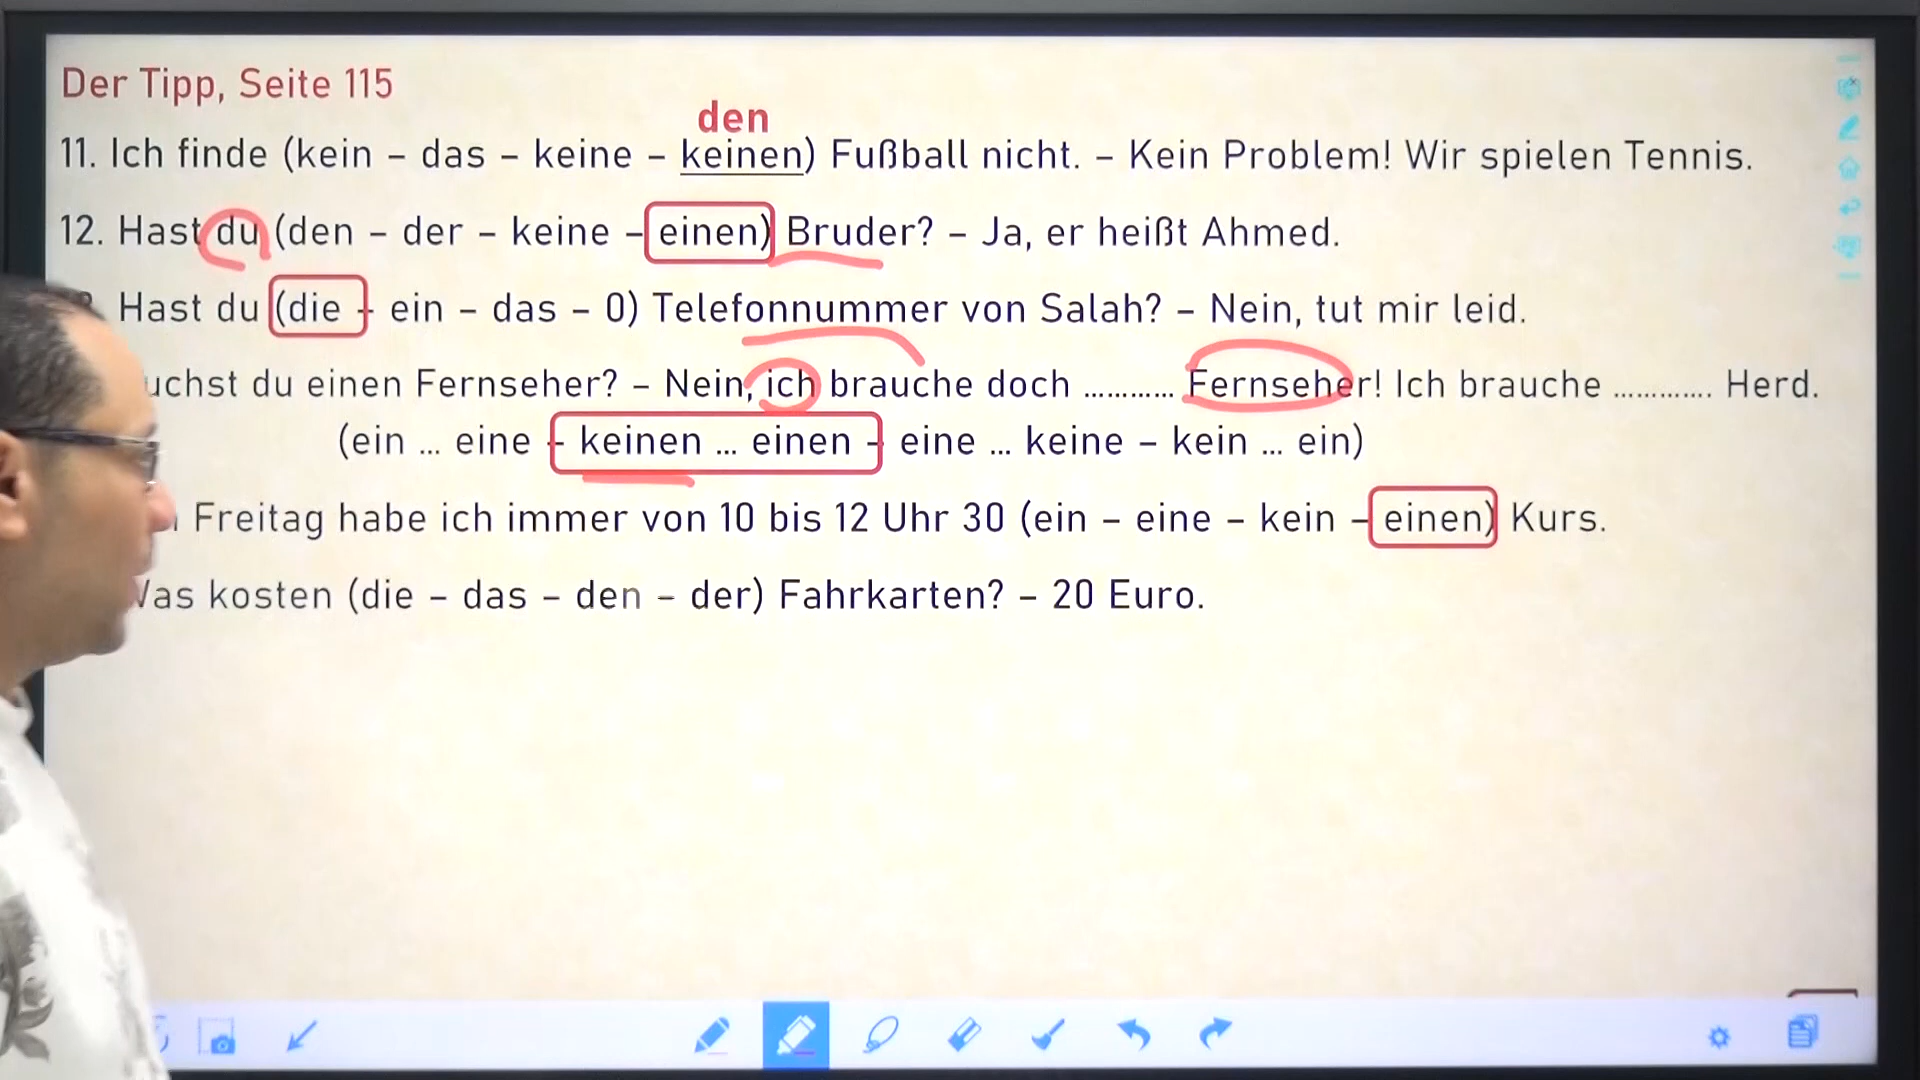 Der Tipp, Seite 115
den
11. Ich finde (kein – das – keine – keinen) Fußball nicht. – Kein Problem! Wir spielen Tennis.
12. Hast du (den – der – keine – einen) Bruder? – Ja, er heißt Ahmed.
Hast du (die – ein – das – 0) Telefonnummer von Salah? – Nein, tut mir leid.
uchst du einen Fernseher? – Nein, ich brauche doch ............ Fernseher! Ich brauche ............. Herd.
(ein ... eine – keinen ... einen – eine ... keine – kein ... ein)
Freitag habe ich immer von 10 bis 12 Uhr 30 (ein – eine – kein – einen) Kurs.
Was kosten (die – das – den – der) Fahrkarten? – 20 Euro.